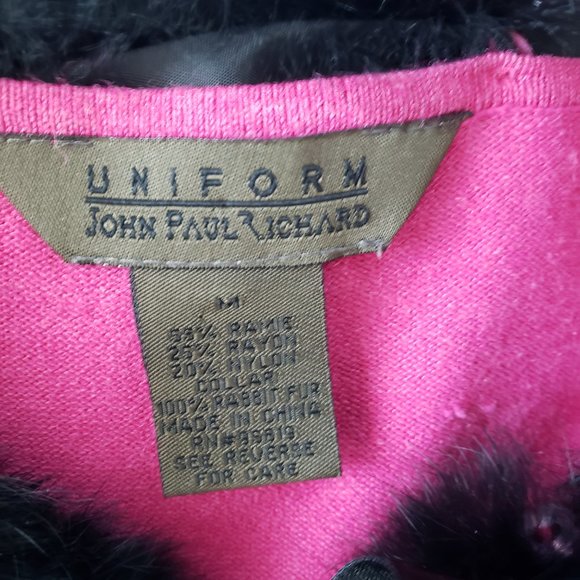 UNIFORM
JOHN PAUL RICHARD
M
55% RAMIE
25% RAYON
20% NYLON
COLLAR
100% RABBIT FUR
MADE IN CHINA
SEE REVERSE
FOR CARE